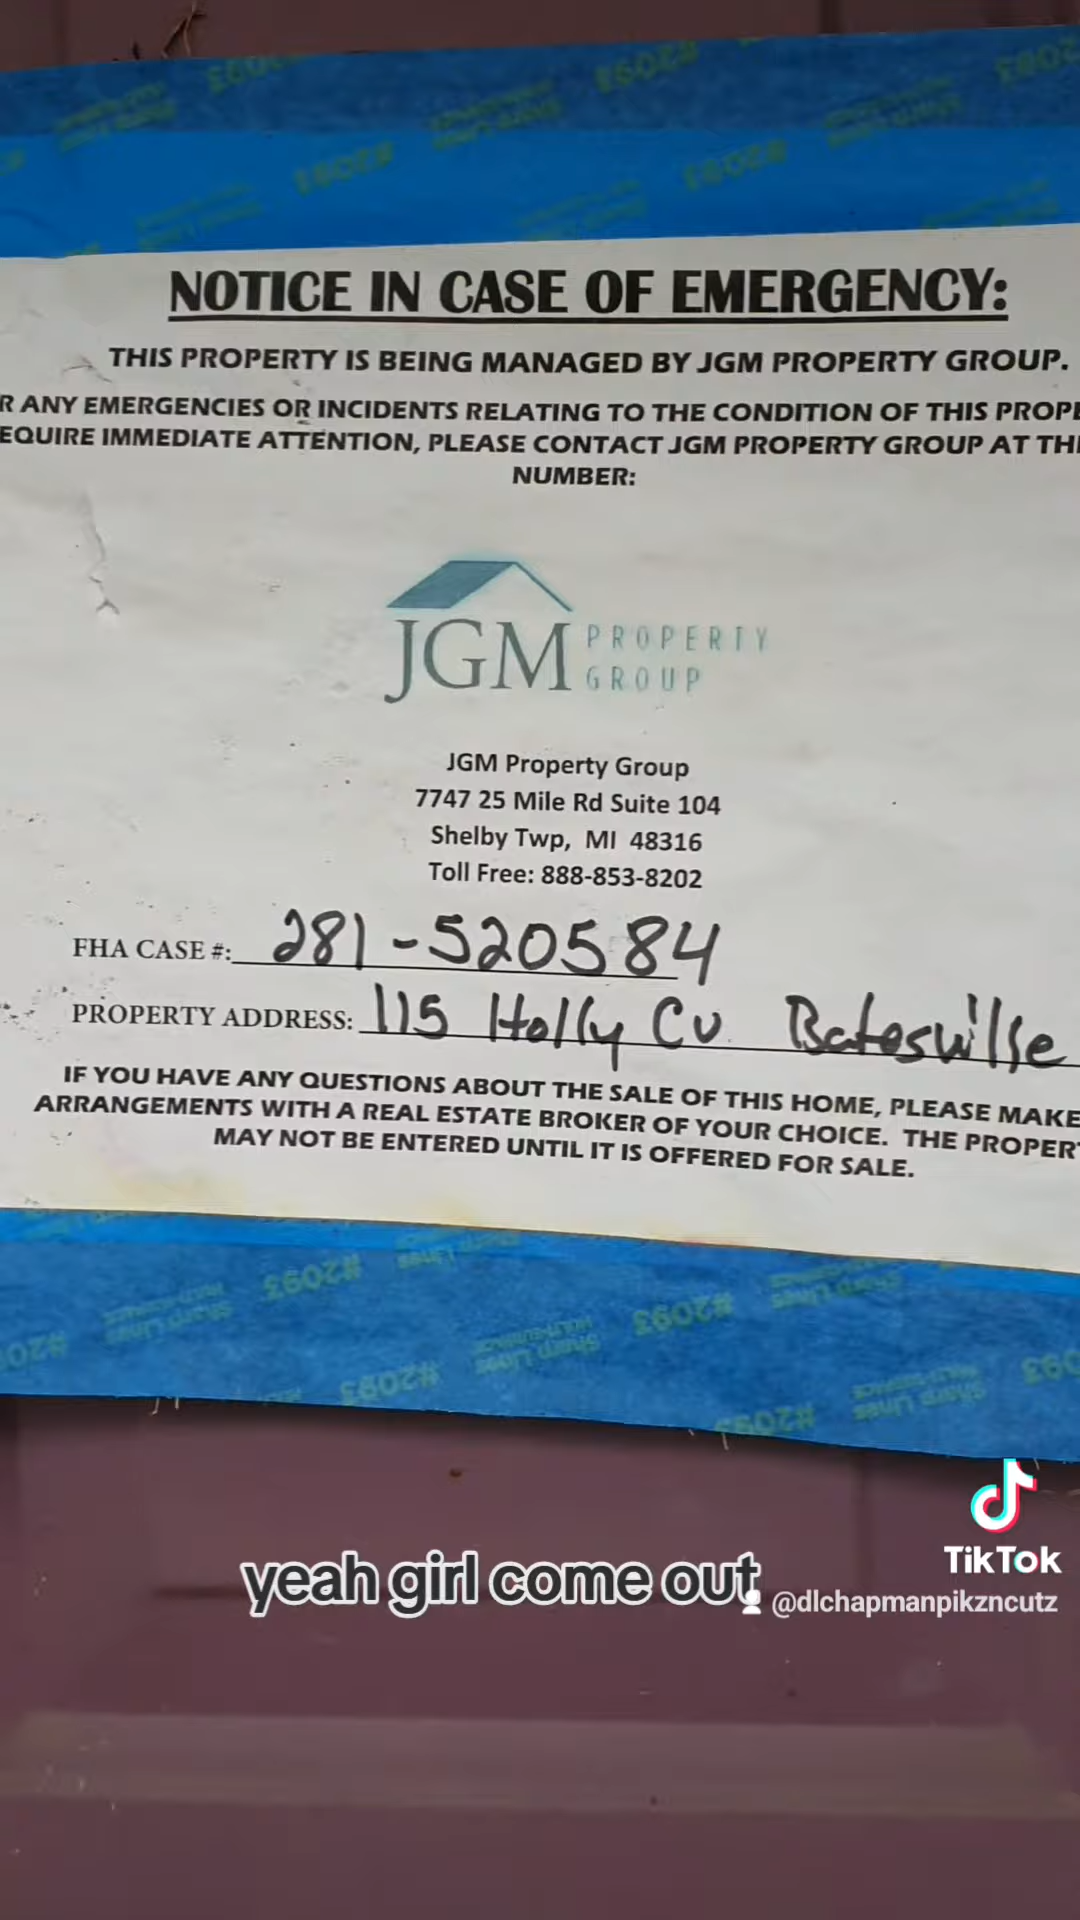 NOTICE IN CASE OF EMERGENCY:
THIS PROPERTY IS BEING MANAGED BY JGM PROPERTY GROUP.
R ANY EMERGENCIES OR INCIDENTS RELATING TO THE CONDITION OF THIS PROPE
EQUIRE IMMEDIATE ATTENTION, PLEASE CONTACT JGM PROPERTY GROUP AT THI
NUMBER:
JGM PROPERTY
GROUP
JGM Property Group
7747 25 Mile Rd Suite 104
Shelby Twp, MI 48316
Toll Free: 888-853-8202
FHA CASE #: 281-520584
PROPERTY ADDRESS: 115 Holly Cv. Batesville
IF YOU HAVE ANY QUESTIONS ABOUT THE SALE OF THIS HOME, PLEASE MAKE
ARRANGEMENTS WITH A REAL ESTATE BROKER OF YOUR CHOICE. THE PROPER
MAY NOT BE ENTERED UNTIL IT IS OFFERED FOR SALE.
#2093
Sharp Lines
TikTok
yeah girl come out
@dlchapmanpikzncutz